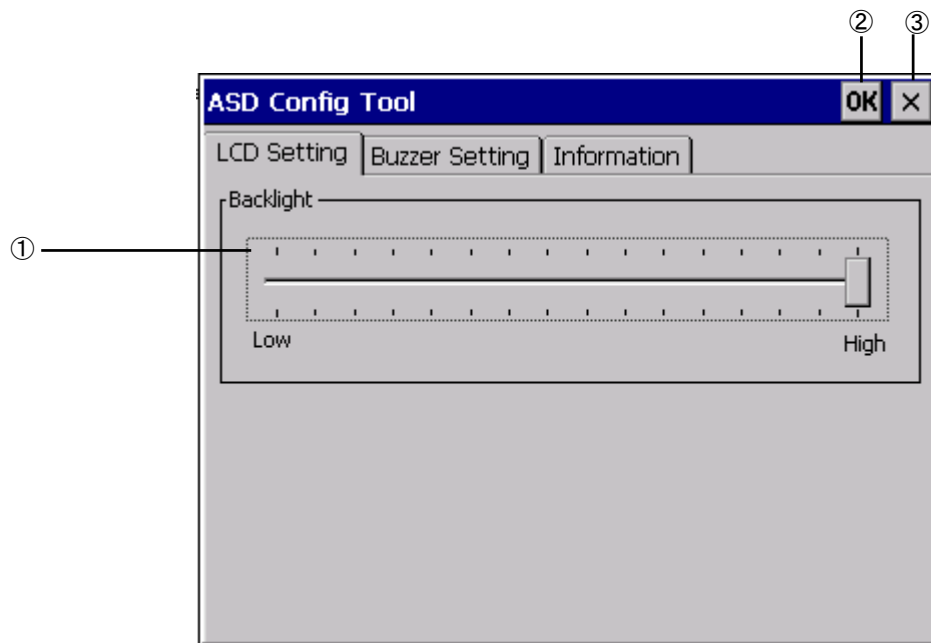 ② ③
ASD Config Tool OK ×
LCD Setting Buzzer Setting Information
Backlight
①
Low High